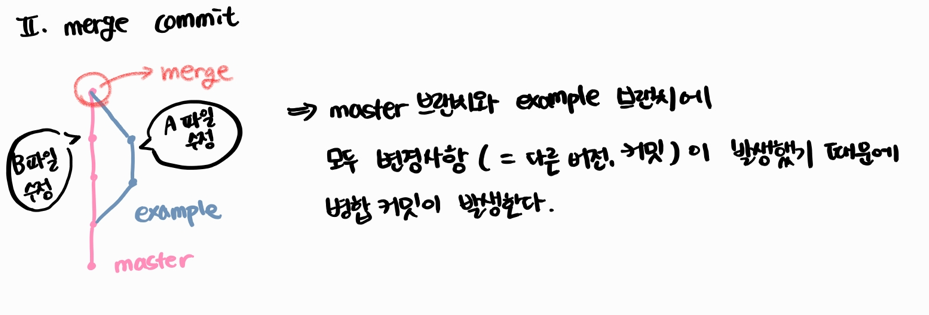 II. merge commit
merge
A 파일
수정
B파일
수정
example
master
⇒ master 브랜치와 example 브랜치에
모두 변경사항 ( = 다른 버전, 커밋 ) 이 발생했기 때문에
병합 커밋이 발생한다.